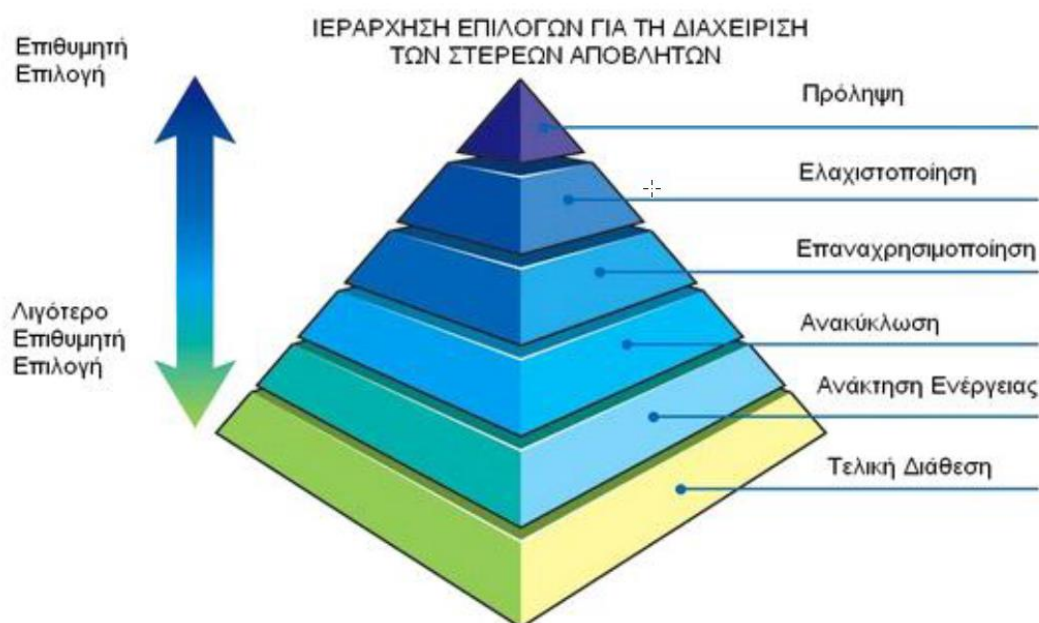 ΙΕΡΑΡΧΗΣΗ ΕΠΙΛΟΓΩΝ ΓΙΑ ΤΗ ΔΙΑΧΕΙΡΙΣΗ
ΤΩΝ ΣΤΕΡΕΩΝ ΑΠΟΒΛΗΤΩΝ
Επιθυμητή
Επιλογή
Λιγότερο
Επιθυμητή
Επιλογή
Πρόληψη
Ελαχιστοποίηση
Επαναχρησιμοποίηση
Ανακύκλωση
Ανάκτηση Ενέργειας
Τελική Διάθεση